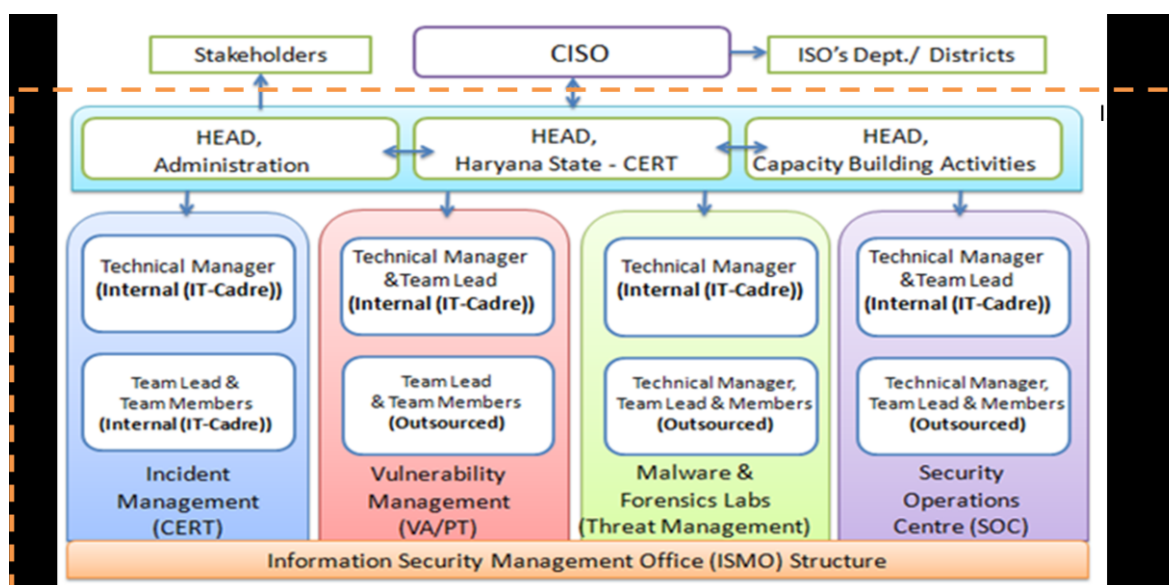 Stakeholders
CISO
ISO's Dept./ Districts
HEAD,
Administration
HEAD,
Haryana State - CERT
HEAD,
Capacity Building Activities
Technical Manager
(Internal (IT-Cadre))
Team Lead &
Team Members
(Internal (IT-Cadre))
Incident
Management
(CERT)
Technical Manager
&Team Lead
(Internal (IT-Cadre))
Team Lead
& Team Members
(Outsourced)
Vulnerability
Management
(VA/PT)
Technical Manager
(Internal (IT-Cadre))
Technical Manager,
Team Lead & Members
(Outsourced)
Malware &
Forensics Labs
(Threat Management)
Technical Manager
&Team Lead
(Internal (IT-Cadre))
Technical Manager,
Team Lead & Members
(Outsourced)
Security
Operations
Centre (SOC)
Information Security Management Office (ISMO) Structure